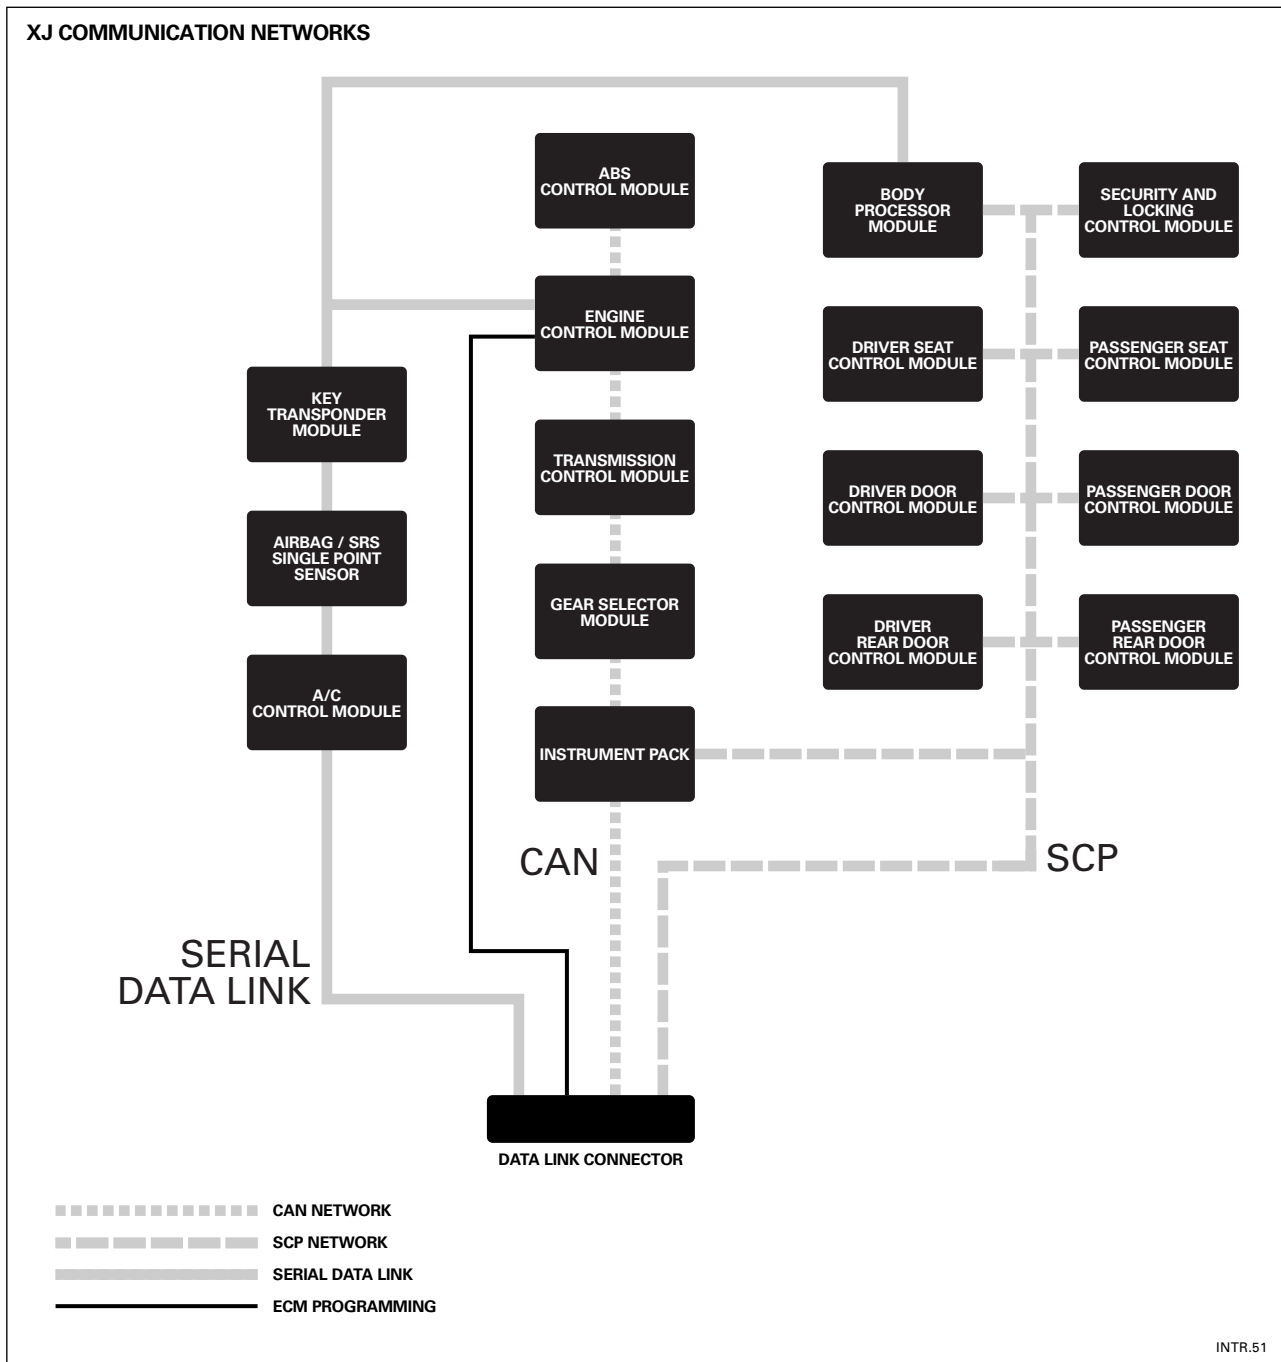 XJ COMMUNICATION NETWORKS
ABS
CONTROL MODULE
BODY
PROCESSOR
MODULE
SECURITY AND
LOCKING
CONTROL MODULE
ENGINE
CONTROL MODULE
DRIVER SEAT
CONTROL MODULE
PASSENGER SEAT
CONTROL MODULE
KEY
TRANSPONDER
MODULE
TRANSMISSION
CONTROL MODULE
DRIVER DOOR
CONTROL MODULE
PASSENGER DOOR
CONTROL MODULE
AIRBAG / SRS
SINGLE POINT
SENSOR
GEAR SELECTOR
MODULE
DRIVER
REAR DOOR
CONTROL MODULE
PASSENGER
REAR DOOR
CONTROL MODULE
A/C
CONTROL MODULE
INSTRUMENT PACK
CAN
SCP
SERIAL
DATA LINK
DATA LINK CONNECTOR
CAN NETWORK
SCP NETWORK
SERIAL DATA LINK
ECM PROGRAMMING
INTR.51